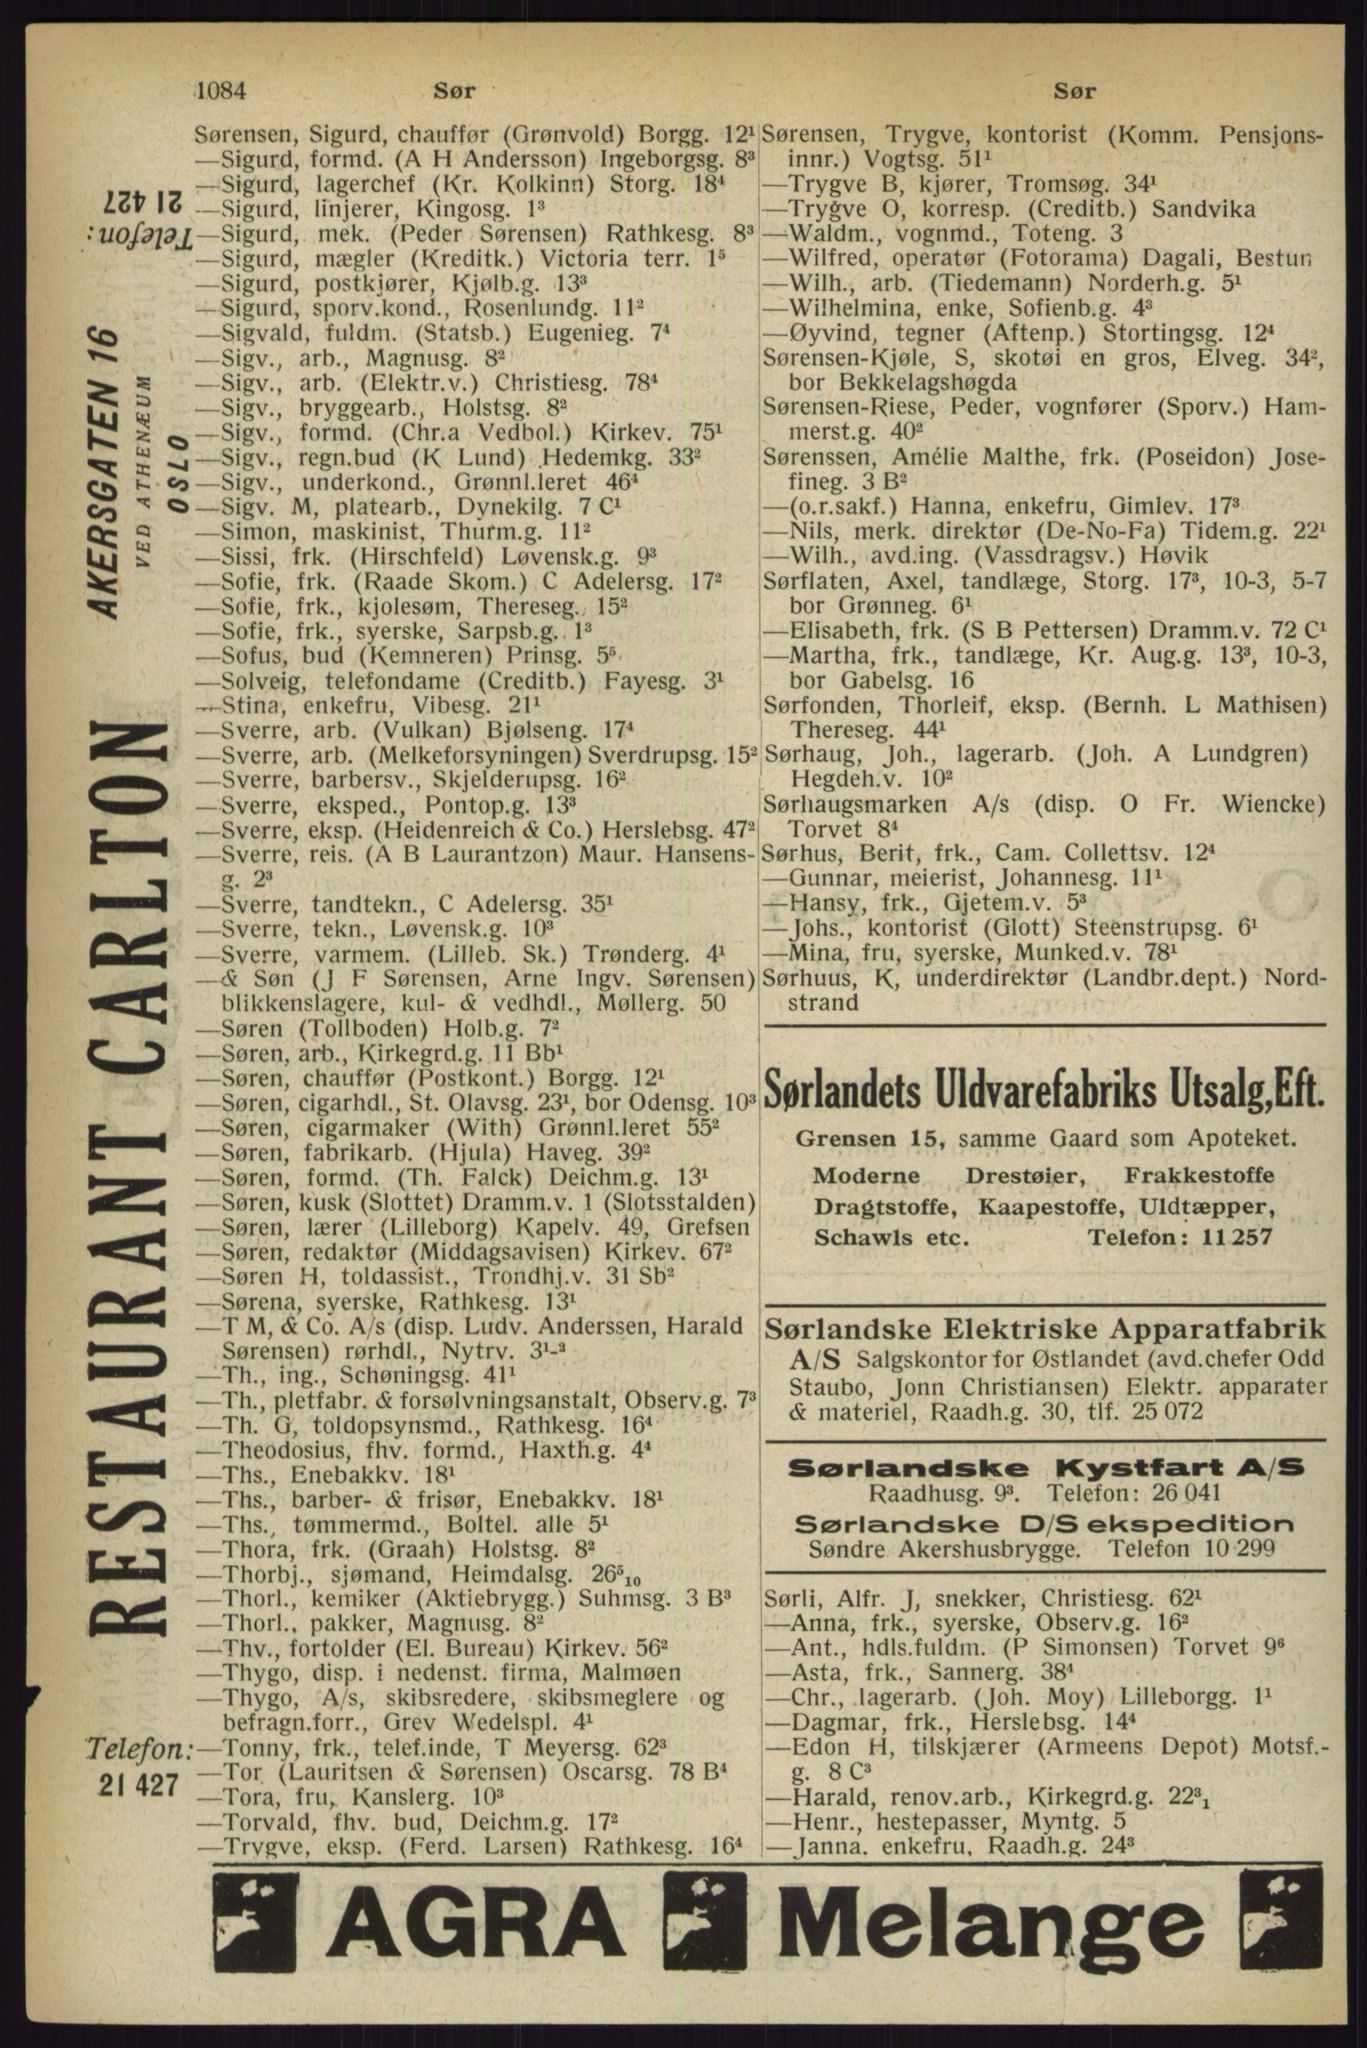 1084
Sør
Sør
Sørensen, Sigurd, chauffør (Grønvold) Borgg. 12¹
—Sigurd, formd. (A H Andersson) Ingeborgsg. 8³
—Sigurd, lagerchef (Kr. Kolkinn) Storg. 18⁴
—Sigurd, linjerer, Kingosg. 1³
—Sigurd, mek. (Peder Sørensen) Rathkesg. 8³
—Sigurd, mægler (Kreditk.) Victoria terr. 1⁵
—Sigurd, postkjører, Kjølb.g. 13³
—Sigurd, sporv.kond., Rosenlundg. 11²
—Sigvald, fuldm. (Statsb.) Eugenieg. 7⁴
—Sigv., arb., Magnusg. 8²
—Sigv., arb. (Elektr.v.) Christiesg. 78⁴
—Sigv., bryggearb., Holstsg. 8²
—Sigv., formd. (Chr.a Vedbol.) Kirkev. 75¹
—Sigv., regn.bud (K Lund) Hedemkg. 33²
—Sigv., underkond., Grønnl.leret 46⁴
—Sigv. M, platearb., Dynekilg. 7 C¹
—Simon, maskinist, Thurm.g. 11²
—Sissi, frk. (Hirschfeld) Løvensk.g. 9³
—Sofie, frk. (Raade Skom.) C Adelersg. 17²
—Sofie, frk., kjolesøm, Thereseg. 15²
—Sofie, frk., syerske, Sarpsb.g. 1³
—Sofus, bud (Kemneren) Prinsg. 5⁵
—Solveig, telefondame (Creditb.) Fayesg. 3¹
—Stina, enkefru, Vibesg. 21¹
—Sverre, arb. (Vulkan) Bjølseng. 17⁴
—Sverre, arb. (Melkeforsyningen) Sverdrupsg. 15²
—Sverre, barbersv., Skjelderupsg. 16²
—Sverre, eksped., Pontop.g. 13³
—Sverre, eksp. (Heidenreich & Co.) Herslebsg. 47²
—Sverre, reis. (A B Laurantzon) Maur. Hansens-
g. 2³
—Sverre, tandtekn., C Adelersg. 35¹
—Sverre, tekn., Løvensk.g. 10³
—Sverre, varmem. (Lilleb. Sk.) Trønderg. 4¹
—& Søn (J F Sørensen, Arne Ingv. Sørensen)
blikkenslagere, kul- & vedhdl., Møllerg. 50
—Søren (Tollboden) Holb.g. 7²
—Søren, arb., Kirkegrd.g. 11 Bb¹
—Søren, chauffør (Postkont.) Borgg. 12¹
—Søren, cigarhdl., St. Olavsg. 23¹, bor Odensg. 10³
—Søren, cigarmaker (With) Grønnl.leret 55²
—Søren, fabrikarb. (Hjula) Haveg. 39²
—Søren, formd. (Th. Falck) Deichm.g. 13¹
—Søren, kusk (Slottet) Dramm.v. 1 (Slotsstalden)
—Søren, lærer (Lilleborg) Kapelv. 49, Grefsen
—Søren, redaktør (Middagsavisen) Kirkev. 67²
—Søren H, toldassist., Trondhj.v. 31 Sb²
—Sørena, syerske, Rathkesg. 13¹
—T M, & Co. A/s (disp. Ludv. Anderssen, Harald
Sørensen) rørhdl., Nytrv. 3¹-³
—Th., ing., Schøningsg. 41¹
—Th., pletfabr. & forsølvningsanstalt, Observ.g. 7³
—Th. G, toldopsynsmd., Rathkesg. 16⁴
—Theodosius, fhv. formd., Haxth.g. 4⁴
—Ths., Enebakkv. 18¹
—Ths., barber- & frisør, Enebakkv. 18¹
—Ths., tømmermd., Boltel. alle 5¹
—Thora, frk. (Graah) Holstsg. 8²
—Thorbj., sjømand, Heimdalsg. 26⁵₁₀
—Thorl., kemiker (Aktiebrygg.) Suhmsg. 3 B³
—Thorl., pakker, Magnusg. 8²
—Thv., fortolder (El. Bureau) Kirkev. 56²
—Thygo, disp. i nedenst. firma, Malmøen
—Thygo, A/s, skibsredere, skibsmeglere og
befragn.forr., Grev Wedelspl. 4¹
—Tonny, frk., telef.inde, T Meyersg. 62³
—Tor (Lauritsen & Sørensen) Oscarsg. 78 B⁴
—Tora, fru, Kanslerg. 10³
—Torvald, fhv. bud, Deichm.g. 17²
—Trygve, eksp. (Ferd. Larsen) Rathkesg. 16⁴
Sørensen, Trygve, kontorist (Komm. Pensjons-
innr.) Vogtsg. 51¹
—Trygve B, kjører, Tromsøg. 34¹
—Trygve O, korresp. (Creditb.) Sandvika
—Waldm., vognmd., Toteng. 3
—Wilfred, operatør (Fotorama) Dagali, Bestun
—Wilh., arb. (Tiedemann) Norderh.g. 5¹
—Wilhelmina, enke, Sofienb.g. 4³
—Øyvind, tegner (Aftenp.) Stortingsg. 12⁴
Sørensen-Kjøle, S, skotøi en gros, Elveg. 34²,
bor Bekkelagshøgda
Sørensen-Riese, Peder, vognfører (Sporv.) Ham-
merst.g. 40²
Sørenssen, Amélie Malthe, frk. (Poseidon) Jose-
fineg. 3 B²
—(o.r.sakf.) Hanna, enkefru, Gimlev. 17³
—Nils, merk. direktør (De-No-Fa) Tidem.g. 22¹
—Wilh., avd.ing. (Vassdragsv.) Høvik
Sørflaten, Axel, tandlæge, Storg. 17³, 10-3, 5-7
bor Grønneg. 6¹
—Elisabeth, frk. (S B Pettersen) Dramm.v. 72 C¹
—Martha, frk., tandlæge, Kr. Aug.g. 13³, 10-3,
bor Gabelsg. 16
Sørfonden, Thorleif, eksp. (Bernh. L Mathisen)
Thereseg. 44¹
Sørhaug, Joh., lagerarb. (Joh. A Lundgren)
Hegdeh.v. 10²
Sørhaugsmarken A/s (disp. O Fr. Wiencke)
Torvet 8⁴
Sørhus, Berit, frk., Cam. Collettsv. 12⁴
—Gunnar, meierist, Johannesg. 11¹
—Hansy, frk., Gjetem.v. 5³
—Johs., kontorist (Glott) Steenstrupsg. 6¹
—Mina, fru, syerske, Munked.v. 78¹
Sørhuus, K, underdirektør (Landbr.dept.) Nord-
strand
Sørlandets Uldvarefabriks Utsalg, Eft.
Grensen 15, samme Gaard som Apoteket.
Moderne Drestøier, Frakkestoffe
Dragtstoffe, Kaapestoffe, Uldtæpper,
Schawls etc. Telefon: 11 257
Sørlandske Elektriske Apparatfabrik
A/S Salgskontor for Østlandet (avd.chefer Odd
Staubo, Jonn Christiansen) Elektr. apparater
& materiel, Raadh.g. 30, tlf. 25 072
Sørlandske Kystfart A/S
Raadhusg. 9³. Telefon: 26 041
Sørlandske D/S ekspedition
Søndre Akershusbrygge. Telefon 10 299
Sørli, Alfr. J, snekker, Christiesg. 62¹
—Anna, frk., syerske, Observ.g. 16²
—Ant., hdls.fuldm. (P Simonsen) Torvet 9⁶
—Asta, frk., Sannerg. 38⁴
—Chr., lagerarb. (Joh. Moy) Lilleborgg. 1¹
—Dagmar, frk., Herslebsg. 14⁴
—Edon H, tilskjærer (Armeens Depot) Motsf.-
g. 8 C³
—Harald, renov.arb., Kirkegrd.g. 22³₁
—Henr., hestepasser, Myntg. 5
—Janna, enkefru, Raadh.g. 24³
RESTAURANT CARLTON
AKERSGATEN 16
VED ATHENÆUM
OSLO
Telefon:
21 427
Telefon:
21 427
AGRA Melange